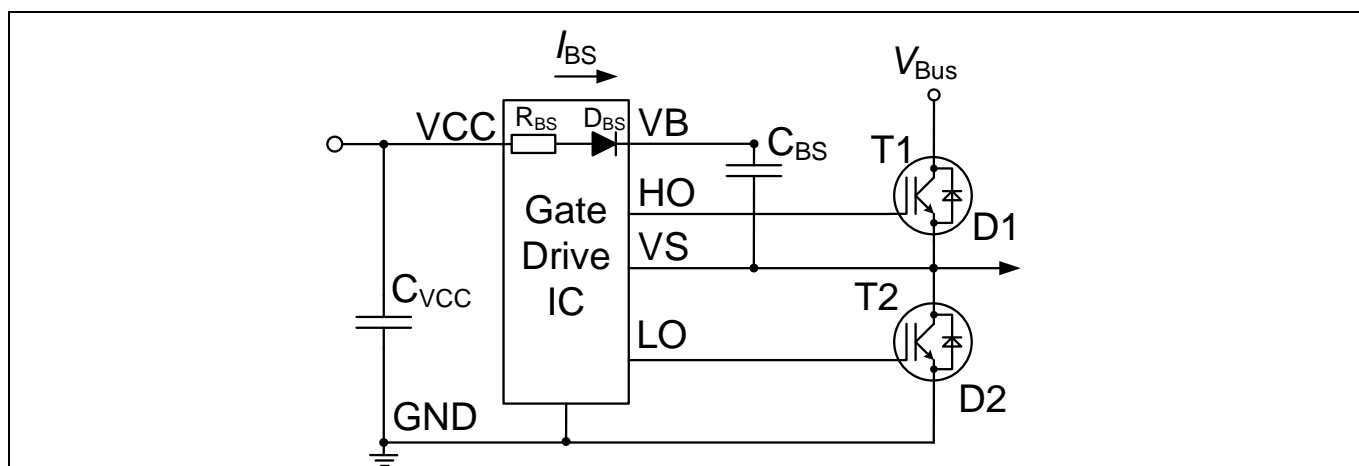 I_BS
V_Bus
VCC
R_BS
D_BS
VB
C_BS
T1
HO
Gate
Drive
IC
D1
VS
C_VCC
T2
LO
GND
D2